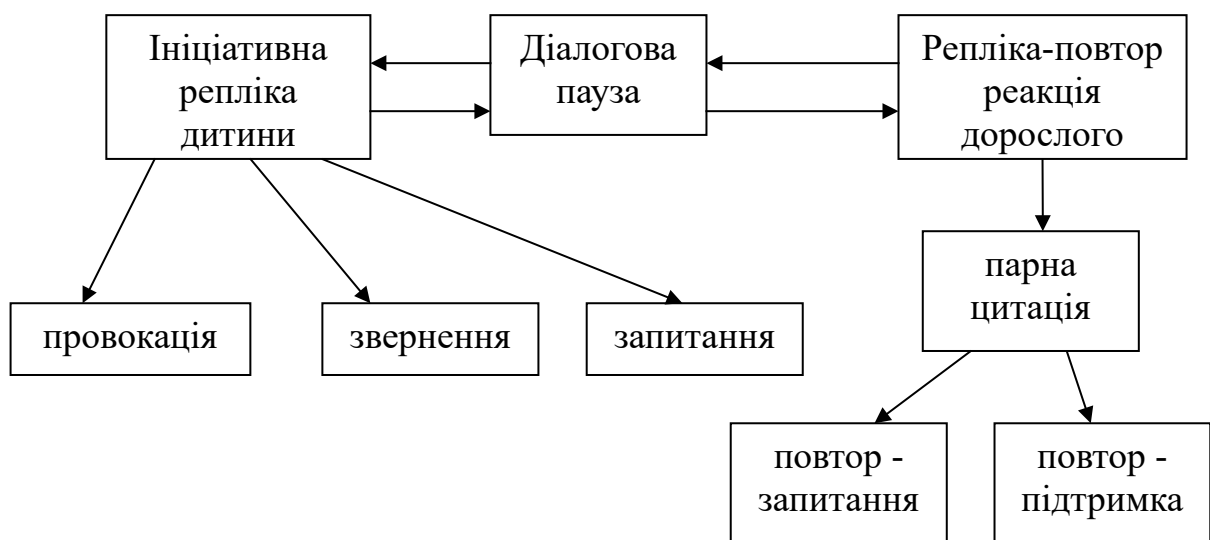 Ініціативна
репліка
дитини
Діалогова
пауза
Репліка-повтор
реакція
дорослого
парна
цитація
провокація
звернення
запитання
повтор -
запитання
повтор -
підтримка